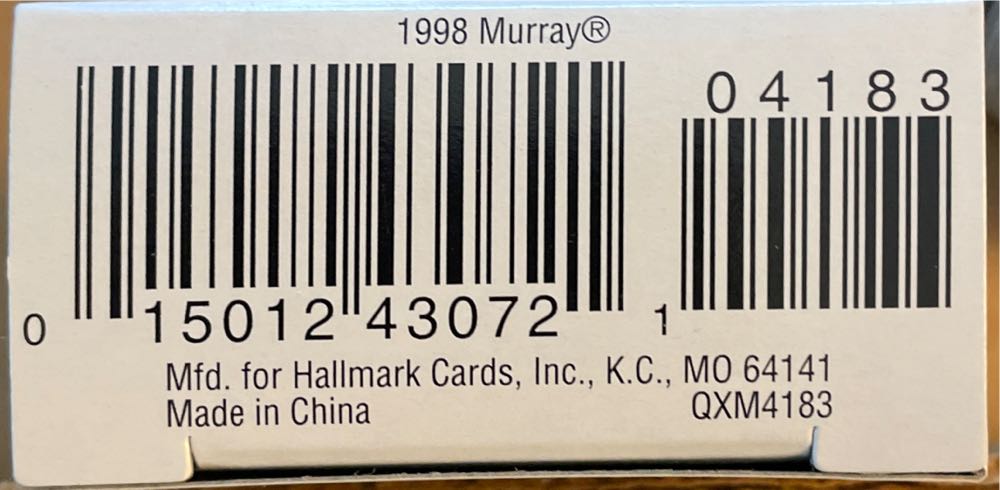 1998 Murray®
04183
0 15012 43072 1
Mfd. for Hallmark Cards, Inc., K.C., MO 64141
Made in China QXM4183